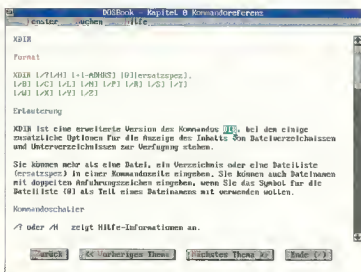 DOSBook - Kapitel 8 Kommandoreferenz
Fenster Suchen Hilfe
XDIR
Format
XDIR [/?|/H] [+|-ADHRS] [@]ersatzspez],
[/B] [/C] [/L] [/N] [/P] [/R] [/S] [/T]
[/W] [/X] [/Y] [/Z]
Erläuterung
XDIR ist eine erweiterte Version des Kommandos DIR, bei dem einige
zusätzliche Optionen für die Anzeige des Inhalts von Dateiverzeichnissen
und Unterverzeichnissen zur Verfügung stehen.
Sie können mehr als eine Datei, ein Verzeichnis oder eine Dateiliste
(ersatzspez) in einer Kommandozeile eingeben. Sie können auch Dateinamen
mit doppelten Anführungszeichen eingeben, wenn Sie das Symbol für die
Dateiliste (@) als Teil eines Dateinamens mit verwenden wollen.
Kommandoschalter
/? oder /H zeigt Hilfe-Informationen an.
Zurück << Vorheriges Thema Nächstes Thema >> Ende